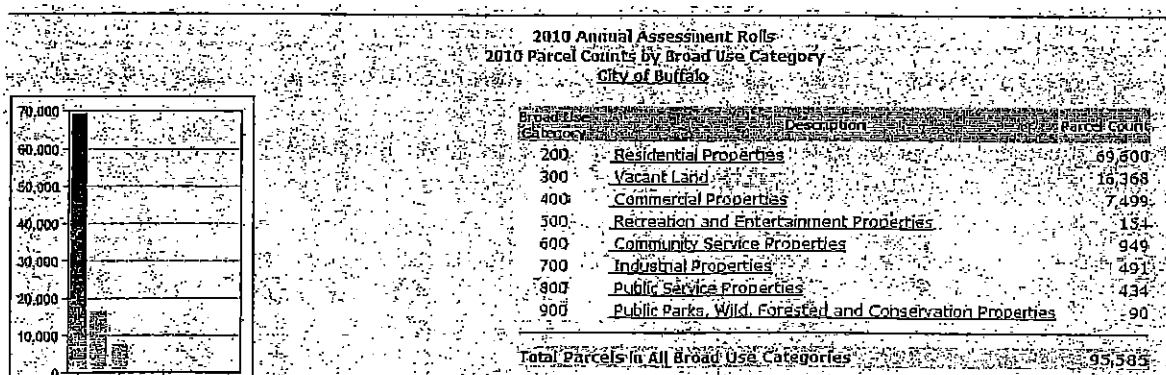 2010 Annual Assessment Rolls
2010 Parcel Counts by Broad Use Category
City of Buffalo
70,000
60,000
50,000
40,000
30,000
20,000
10,000
0
Broad Use Category Description Parcel Count
200 Residential Properties 69,600
300 Vacant Land 16,368
400 Commercial Properties 7,499
500 Recreation and Entertainment Properties 154
600 Community Service Properties 949
700 Industrial Properties 491
800 Public Service Properties 434
900 Public Parks, Wild, Forested and Conservation Properties 90
Total Parcels in All Broad Use Categories 95,585